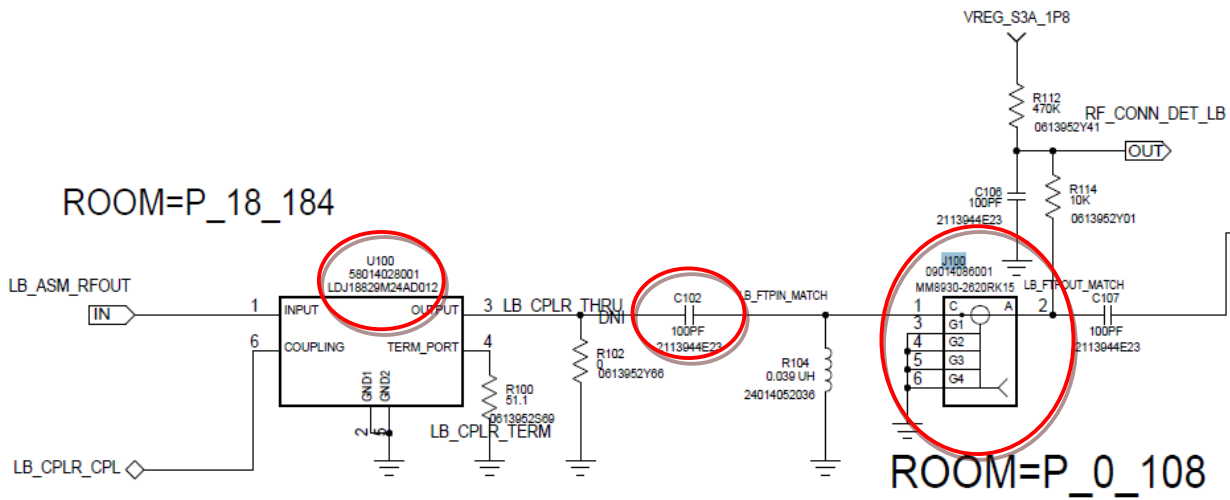 VREG_S3A_1P8
R112
470K
0613952Y41
RF_CONN_DET_LB
OUT
C106
100PF
2113944E23
R114
10K
0613952Y01
ROOM=P_18_184
U100
58014028001
LDJ18829M24AD012
LB_ASM_RFOUT
IN
1
INPUT
OUTPUT
3
LB_CPLR_THRU
DNI
6
COUPLING
TERM_PORT
4
GND1
GND2
2
5
R100
51.1
0613952S69
LB_CPLR_TERM
LB_CPLR_CPL
R102
0
0613952Y66
C102
100PF
2113944E23
LB_FTPIN_MATCH
R104
0.039 UH
24014052036
J100
09014086001
MM8930-2620RK15
LB_FTPOUT_MATCH
1
C
A
2
3
G1
4
G2
5
G3
6
G4
C107
100PF
2113944E23
ROOM=P_0_108